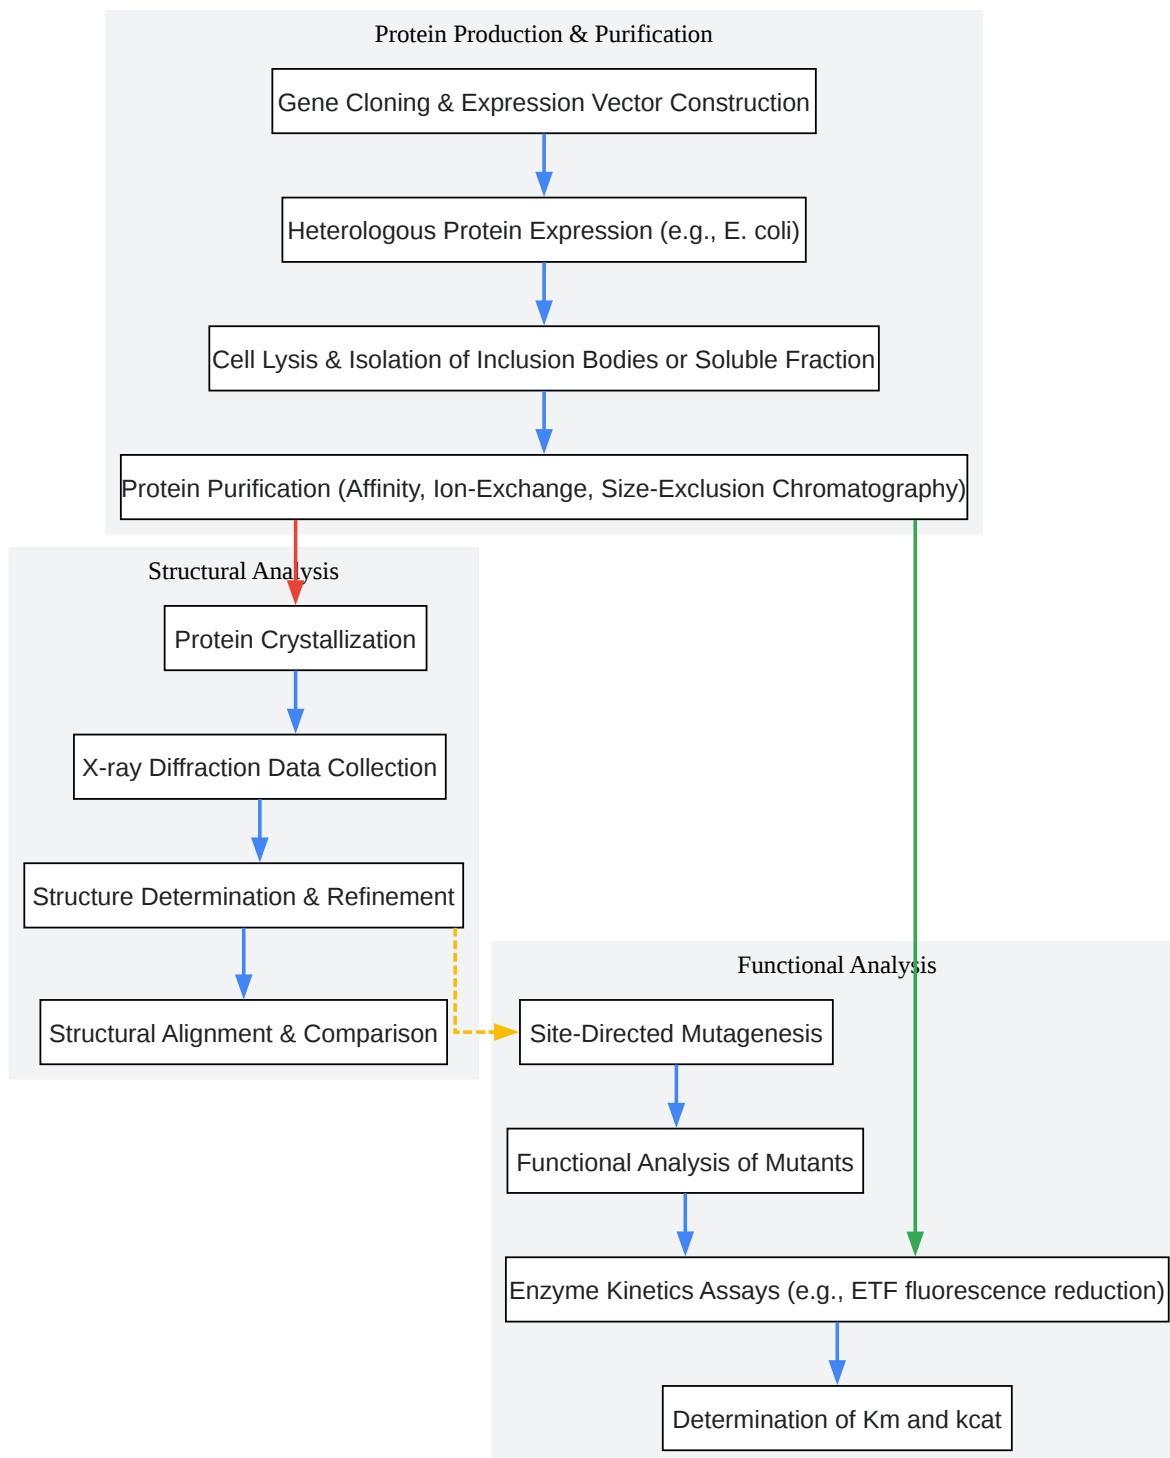 Protein Production & Purification
Gene Cloning & Expression Vector Construction
Heterologous Protein Expression (e.g., E. coli)
Cell Lysis & Isolation of Inclusion Bodies or Soluble Fraction
Protein Purification (Affinity, Ion-Exchange, Size-Exclusion Chromatography)
Structural Analysis
Protein Crystallization
X-ray Diffraction Data Collection
Structure Determination & Refinement
Structural Alignment & Comparison
Functional Analysis
Site-Directed Mutagenesis
Functional Analysis of Mutants
Enzyme Kinetics Assays (e.g., ETF fluorescence reduction)
Determination of Km and kcat